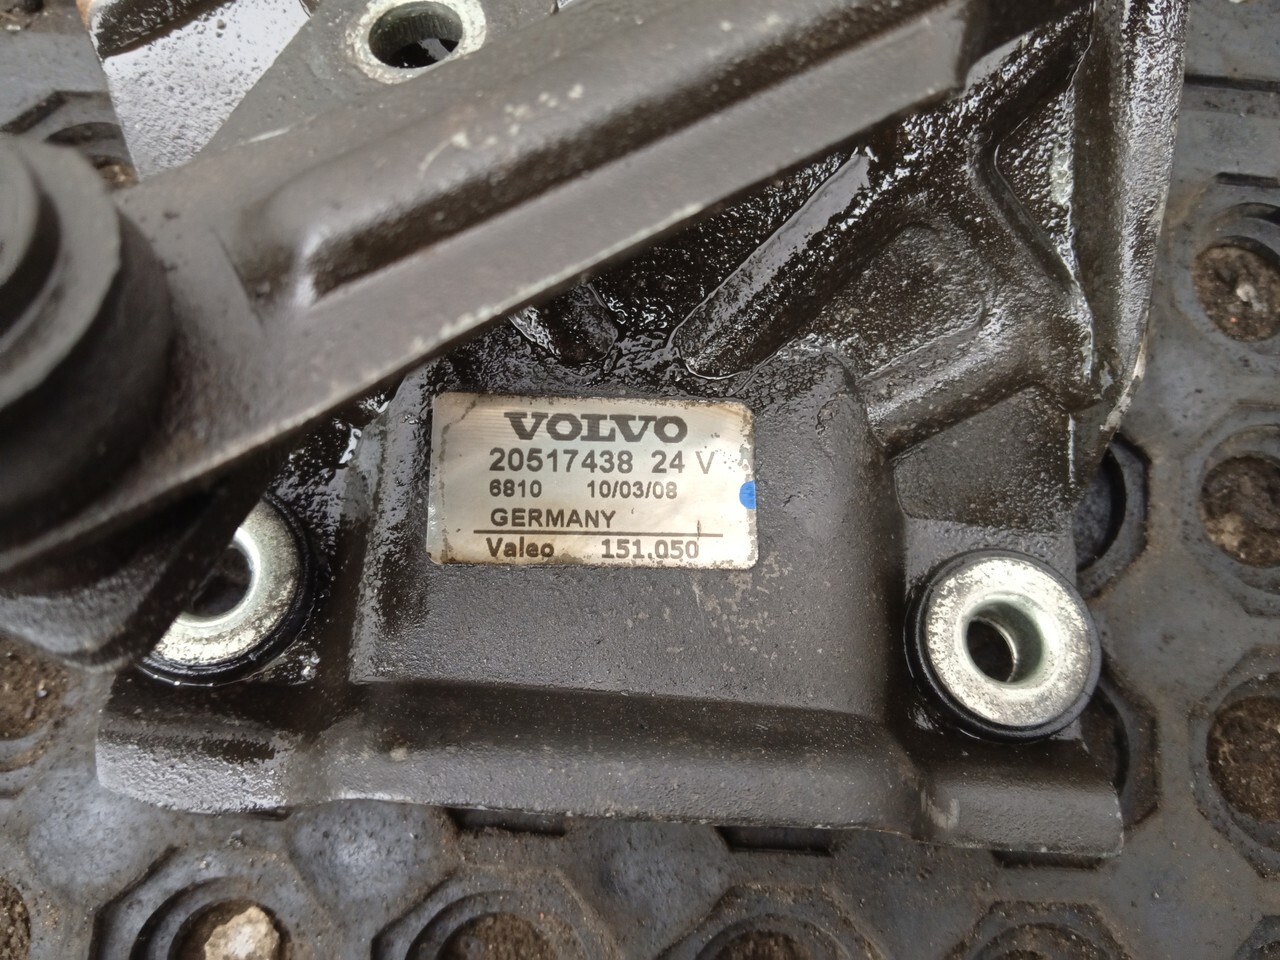 VOLVO
20517438 24 V
6810 10/03/08
GERMANY
Valeo 151.050